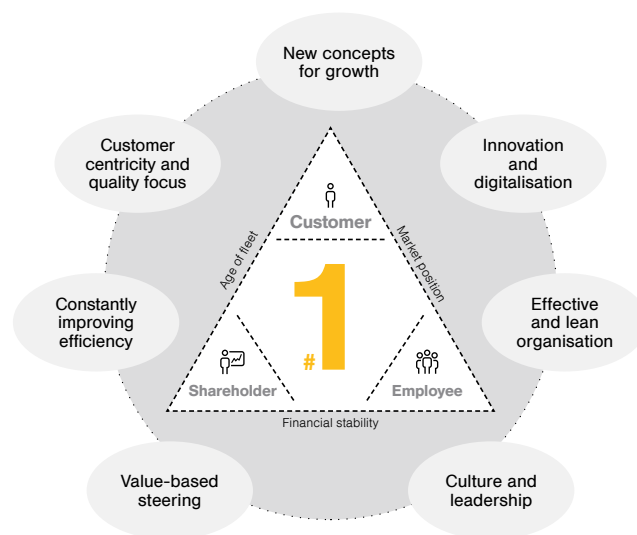 New concepts
for growth
Customer
centricity and
quality focus
Innovation
and
digitalisation
Customer
Age of fleet
Market position
Constantly
improving
efficiency
#1
Effective
and lean
organisation
Shareholder
Employee
Financial stability
Value-based
steering
Culture and
leadership